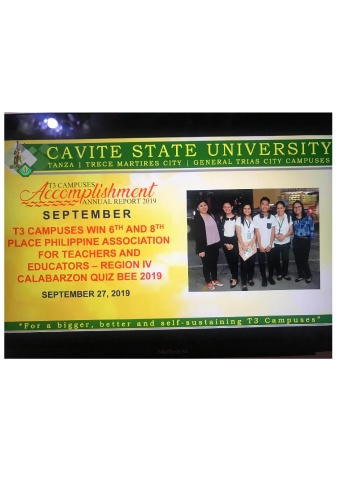 CAVITE STATE UNIVERSITY
TANZA | TRECE MARTIRES CITY | GENERAL TRIAS CITY CAMPUSES
T3 CAMPUSES
Accomplishment
ANNUAL REPORT 2019
SEPTEMBER
T3 CAMPUSES WIN 6TH AND 8TH
PLACE PHILIPPINE ASSOCIATION
FOR TEACHERS AND
EDUCATORS – REGION IV
CALABARZON QUIZ BEE 2019
SEPTEMBER 27, 2019
"For a bigger, better and self-sustaining T3 Campuses"